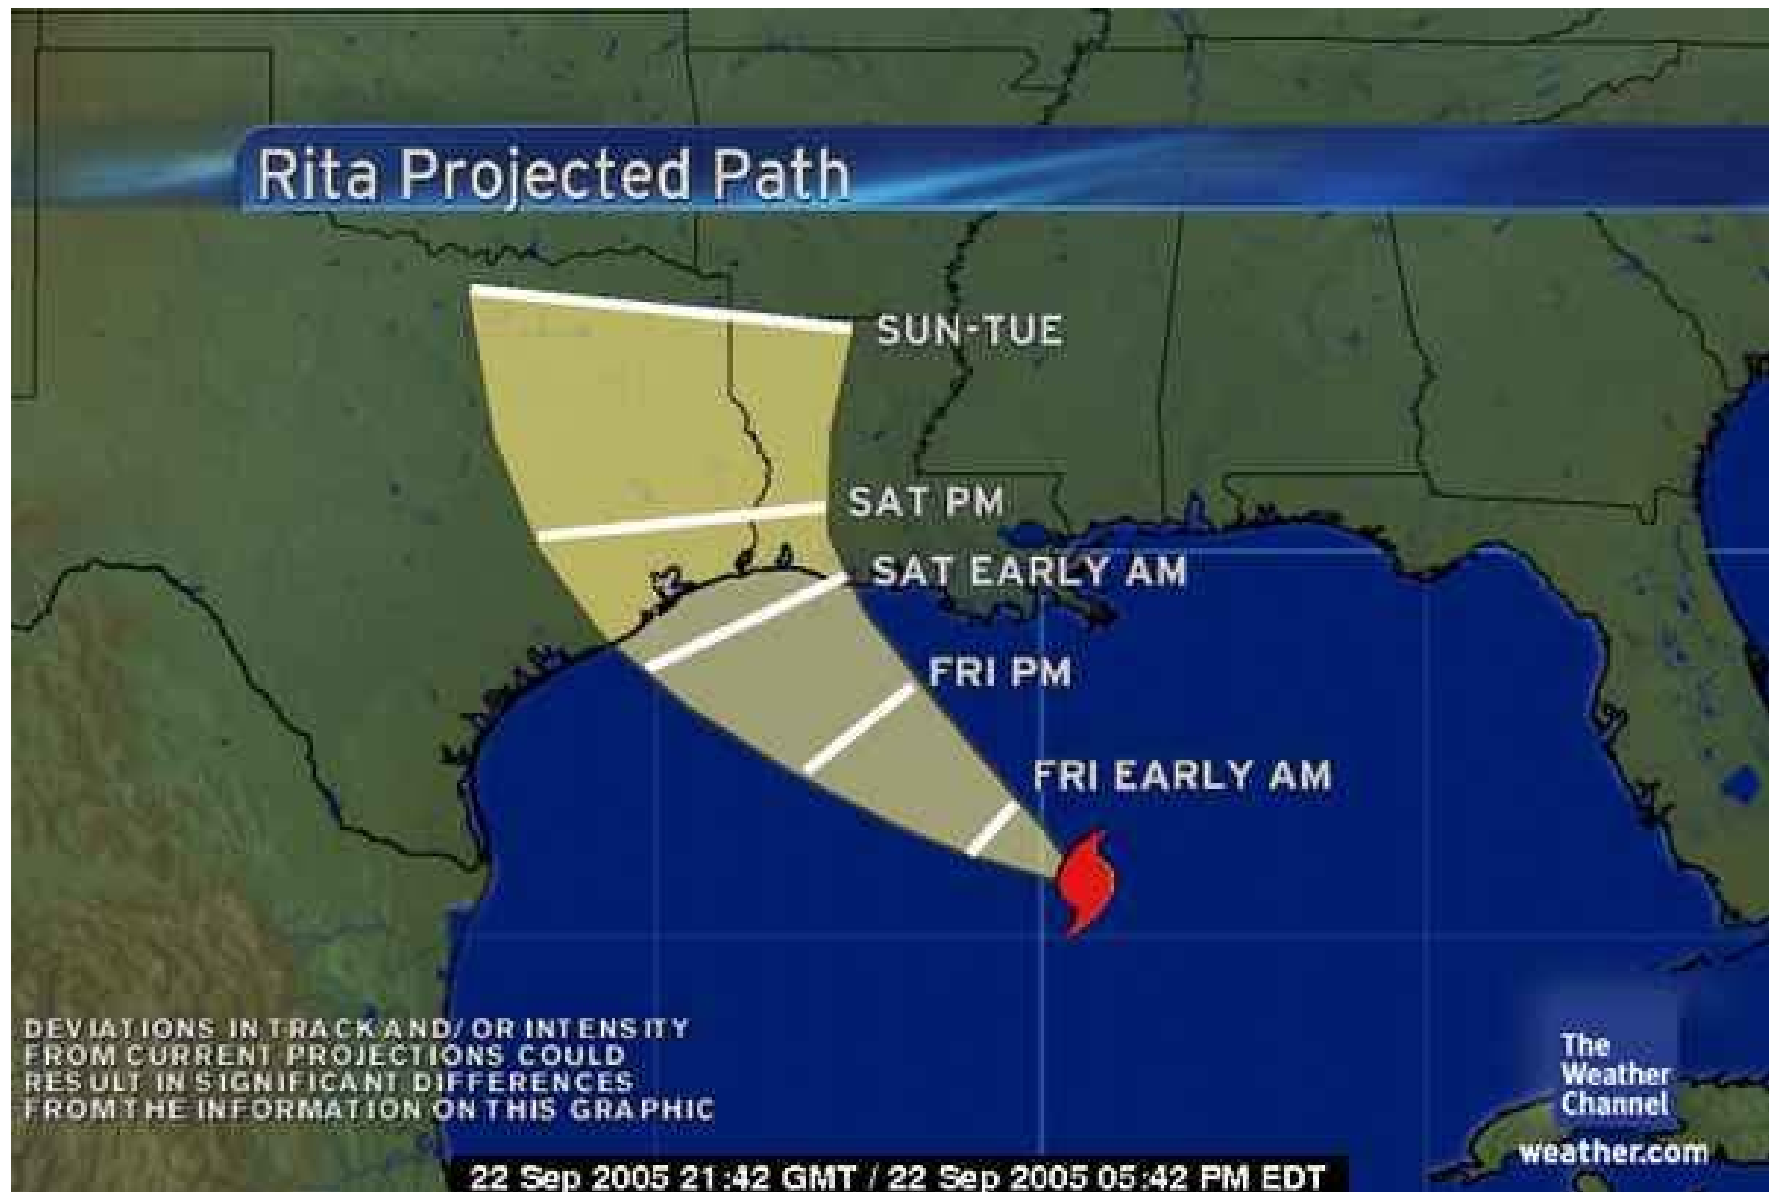 Rita Projected Path
SUN-TUE
SAT PM
SAT EARLY AM
FRI PM
FRI EARLY AM
DEVIATIONS IN TRACK AND/OR INTENSITY
FROM CURRENT PROJECTIONS COULD
RESULT IN SIGNIFICANT DIFFERENCES
FROM THE INFORMATION ON THIS GRAPHIC
The
Weather
Channel
weather.com
22 Sep 2005 21:42 GMT / 22 Sep 2005 05:42 PM EDT